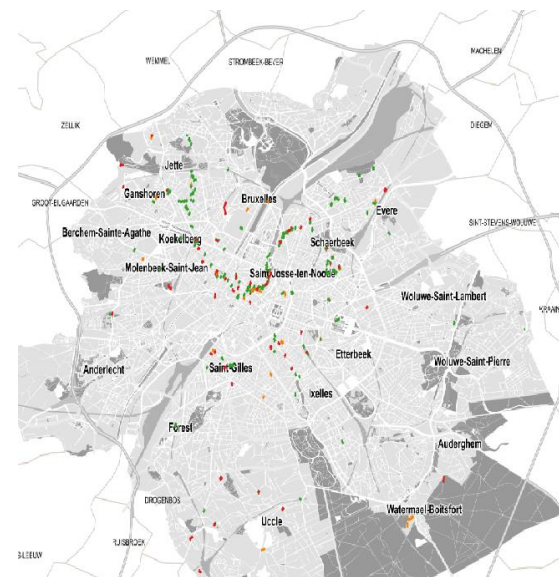 MACHELEN
WEMMEL
STROMBEEK-BEVER
ZELLIK
DIEGEM
Jette
Ganshoren
Bruxelles
GROOT-BIJGAARDEN
Evere
Berchem-Sainte-Agathe
Koekelberg
Schaerbeek
SINT-STEVENS-WOLUWE
Molenbeek-Saint-Jean
Saint-Josse-ten-Noode
Woluwe-Saint-Lambert
KRAAIN
Etterbeek
Woluwe-Saint-Pierre
Anderlecht
Saint-Gilles
Ixelles
Forest
Auderghem
DROGENBOS
Watermael-Boitsfort
Uccle
RUISBROEK
S-LEEUW